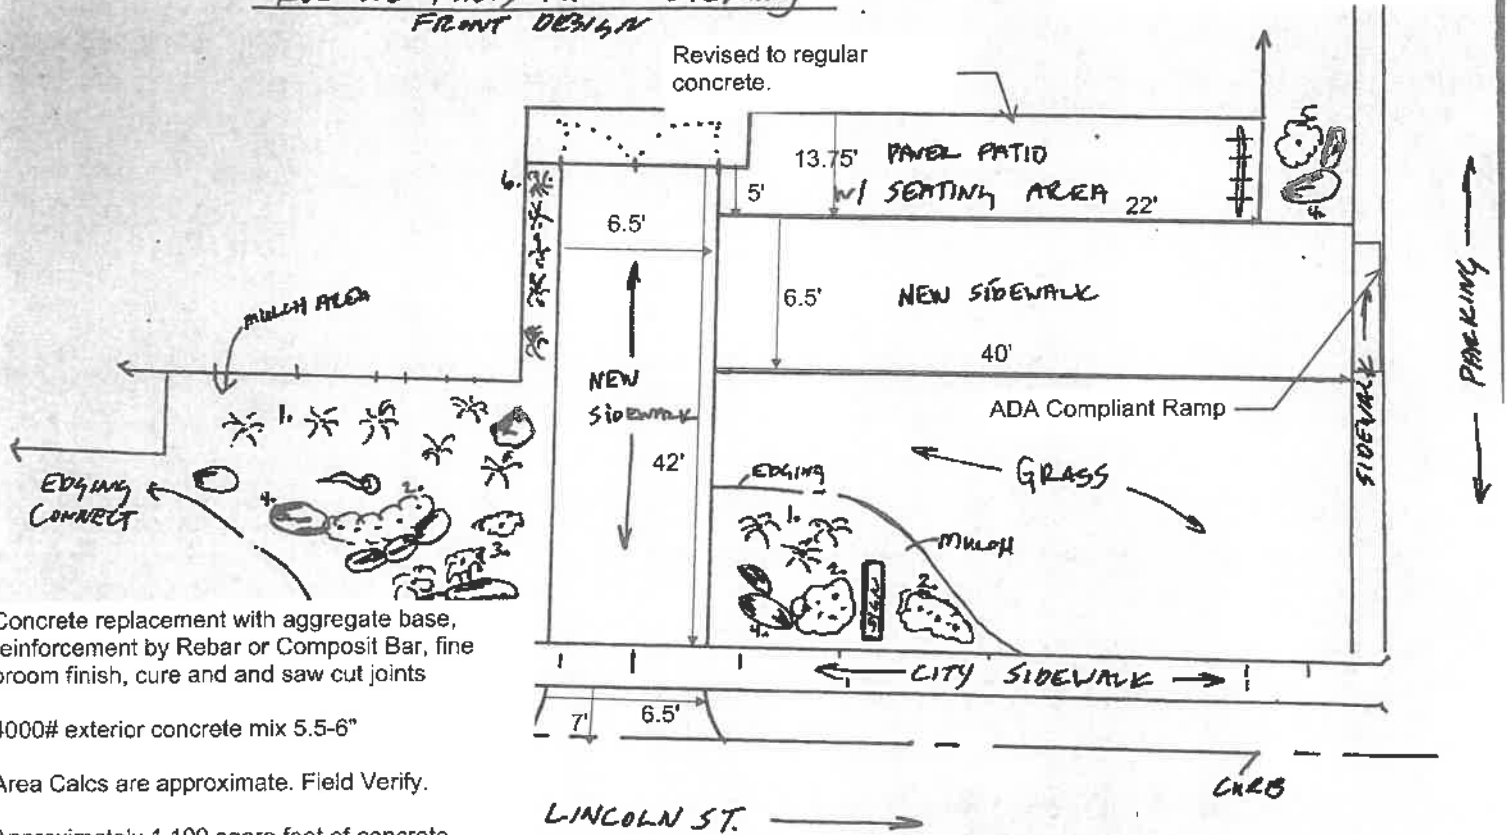 FRONT DESIGN
Revised to regular
concrete.
13.75'
PAVER PATIO
W/ SEATING AREA
22'
5'
6.
6.5'
5.
4.
6.5'
NEW SIDEWALK
40'
MULCH AREA
NEW
SIDEWALK
42'
ADA Compliant Ramp
SIDEWALK
PARKING
1.
EDGING
CONNECT
4.
2.
3.
EDGING
GRASS
1.
MULCH
2.
2.
4.
SIGN
Concrete replacement with aggregate base,
reinforcement by Rebar or Composit Bar, fine
broom finish, cure and and saw cut joints
4000# exterior concrete mix 5.5-6"
Area Calcs are approximate. Field Verify.
CITY SIDEWALK
7'
6.5'
CURB
LINCOLN ST.